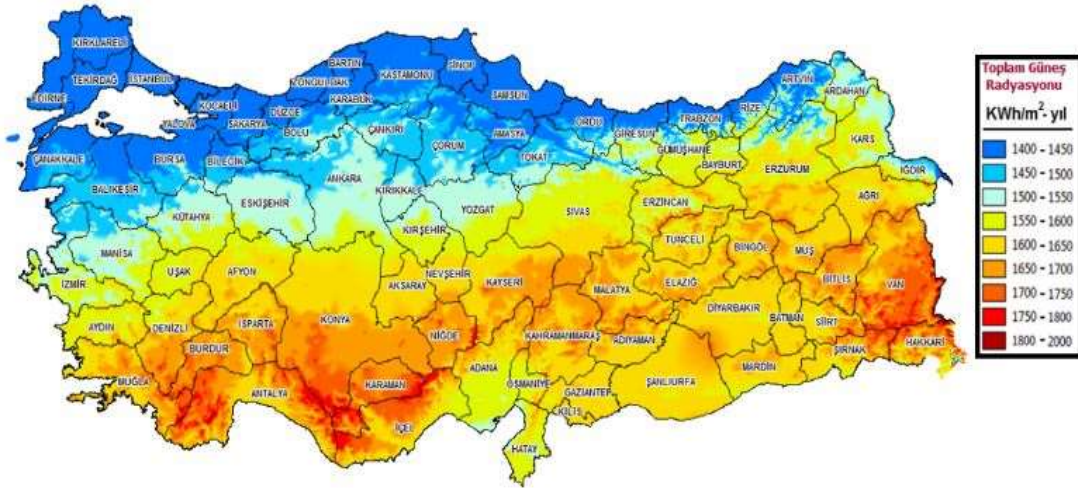 KIRKLARELİ
TEKİRDAĞ
İSTANBUL
EDİRNE
KOCAELİ
YALOVA
SAKARYA
DÜZCE
BOLU
ZONGULDAK
BARTIN
KARABÜK
KASTAMONU
SİNOP
SAMSUN
ÇANKIRI
ÇORUM
AMASYA
TOKAT
ORDU
GİRESUN
TRABZON
RİZE
ARTVİN
ARDAHAN
KARS
IĞDIR
GÜMÜŞHANE
BAYBURT
ERZURUM
AĞRI
ÇANAKKALE
BURSA
BİLECİK
BALIKEŞİR
KÜTAHYA
ESKİŞEHİR
ANKARA
KIRIKKALE
YOZGAT
SİVAS
ERZİNCAN
TUNCELİ
BİNGÖL
MUŞ
BİTLİS
VAN
MANİSA
UŞAK
AFYON
KIRŞEHİR
NEVŞEHİR
AKSARAY
KAYSERİ
MALATYA
ELAZIĞ
DİYARBAKIR
BATMAN
SİİRT
İZMİR
AYDIN
DENİZLİ
ISPARTA
BURDUR
KONYA
NİĞDE
KAHRAMANMARAŞ
ADIYAMAN
ŞIRNAK
HAKKARİ
MUĞLA
ANTALYA
KARAMAN
İÇEL
ADANA
OSMANİYE
GAZİANTEP
KİLİS
ŞANLIURFA
MARDİN
HATAY
Toplam Güneş
Radyasyonu
KWh/m²- yıl
1400 - 1450
1450 - 1500
1500 - 1550
1550 - 1600
1600 - 1650
1650 - 1700
1700 - 1750
1750 - 1800
1800 - 2000